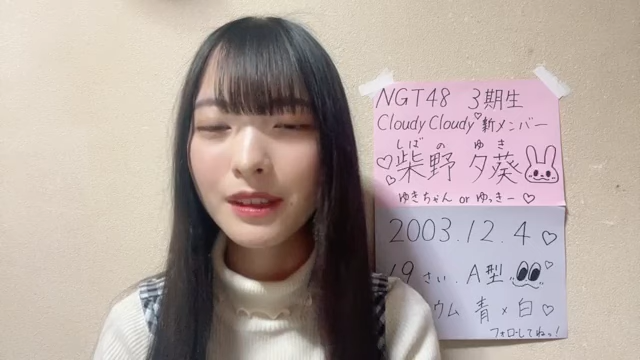 NGT48 3期生
Cloudy Cloudy♡新メンバー
しばの ゆき
♡柴野夕葵
♡ゆきちゃん or ゆっきー♡
2003.12.4♡
19さい、A型
ウム 青×白♡
フォローしてねっ!